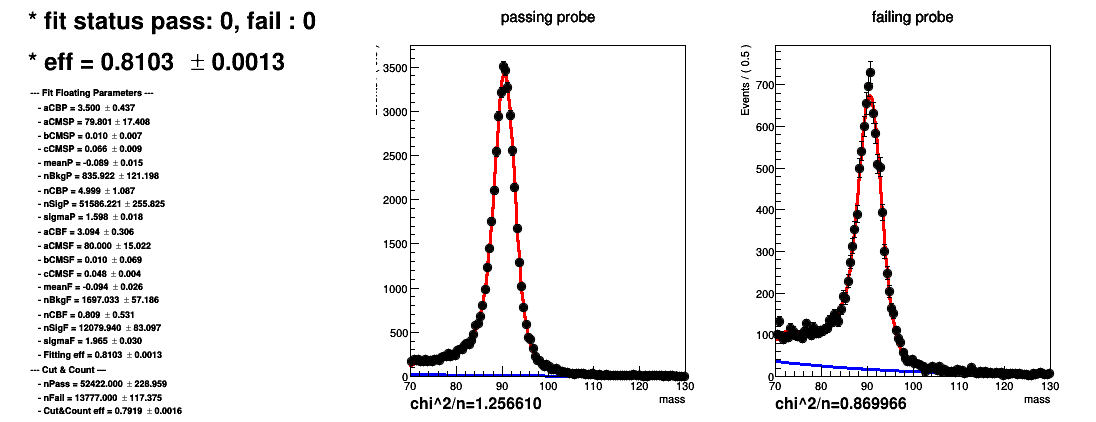 * fit status pass: 0, fail : 0
* eff = 0.8103 ± 0.0013
--- Fit Floating Parameters ---
- aCBP = 3.500 ± 0.437
- aCMSP = 79.801 ± 17.408
- bCMSP = 0.010 ± 0.007
- cCMSP = 0.066 ± 0.009
- meanP = -0.089 ± 0.015
- nBkgP = 835.922 ± 121.198
- nCBP = 4.999 ± 1.087
- nSigP = 51586.221 ± 255.825
- sigmaP = 1.598 ± 0.018
- aCBF = 3.094 ± 0.306
- aCMSF = 80.000 ± 15.022
- bCMSF = 0.010 ± 0.069
- cCMSF = 0.048 ± 0.004
- meanF = -0.094 ± 0.026
- nBkgF = 1697.033 ± 57.186
- nCBF = 0.809 ± 0.531
- nSigF = 12079.940 ± 83.097
- sigmaF = 1.965 ± 0.030
- Fitting eff = 0.8103 ± 0.0013
--- Cut & Count ---
- nPass = 52422.000 ± 228.959
- nFail = 13777.000 ± 117.375
- Cut&Count eff = 0.7919 ± 0.0016
passing probe
3500
3000
2500
2000
1500
1000
500
0
70 80 90 100 110 120 130
mass
chi^2/n=1.256610
failing probe
Events / ( 0.5 )
700
600
500
400
300
200
100
0
70 80 90 100 110 120 130
mass
chi^2/n=0.869966